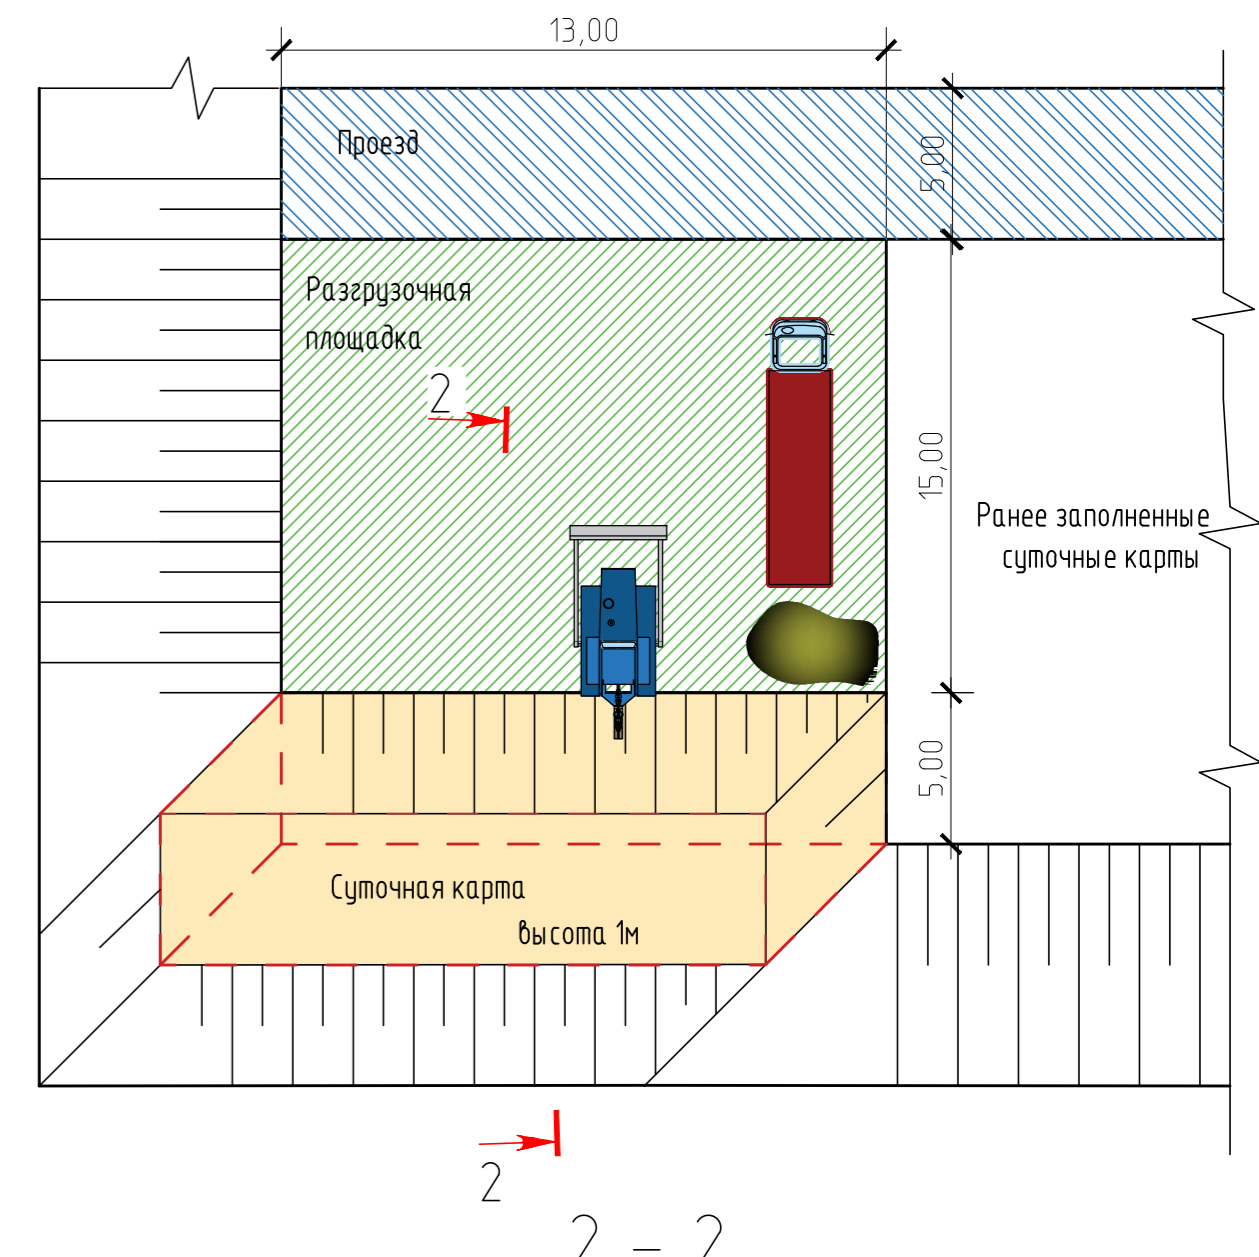 13,00
Проезд
5,00
Разгрузочная
площадка
2
15,00
Ранее заполненные
суточные карты
5,00
Суточная карта
высота 1м
2
2 – 2